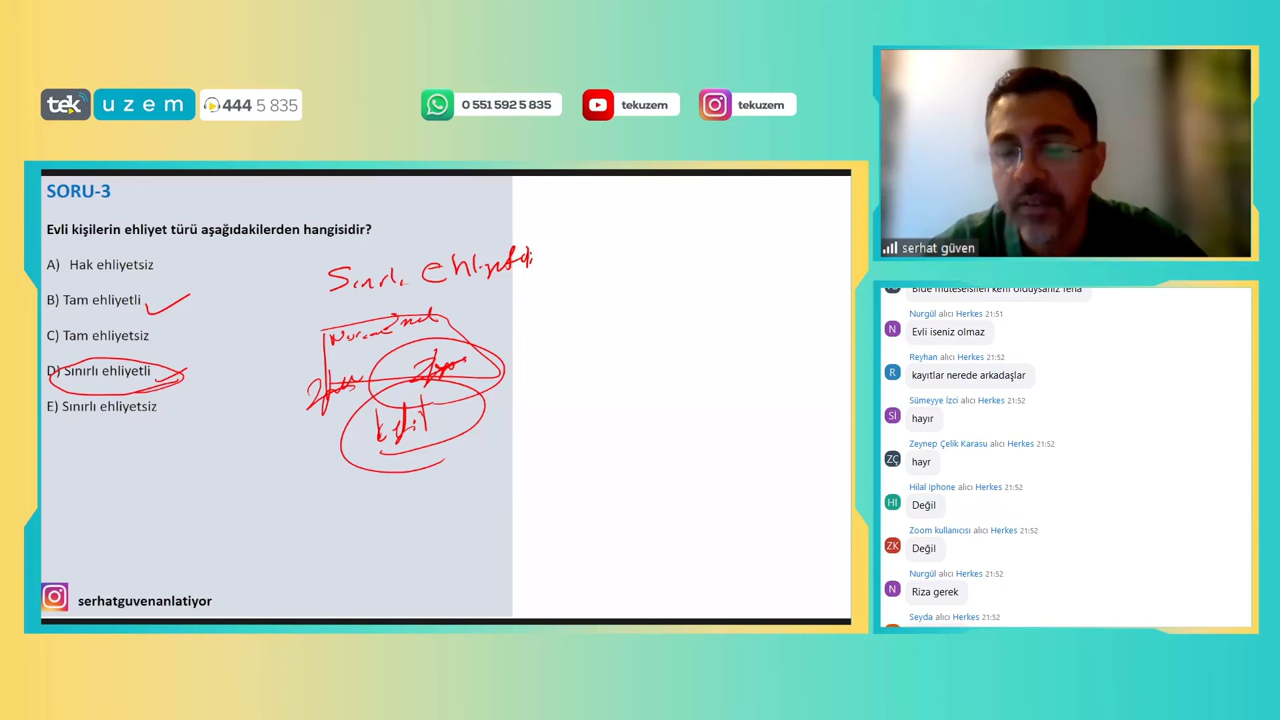 tek uzem 444 5 835
0 551 592 5 835
tekuzem
tekuzem
SORU-3
Evli kişilerin ehliyet türü aşağıdakilerden hangisidir?
A) Hak ehliyetsiz
B) Tam ehliyetli
C) Tam ehliyetsiz
D) Sınırlı ehliyetli
E) Sınırlı ehliyetsiz
Sınırlı ehliyetli
serhatguvenanlatiyor
serhat güven
Nurgül alıcı Herkes 21:51
Evli iseniz olmaz
Reyhan alıcı Herkes 21:52
kayıtlar nerede arkadaşlar
Sümeyye İzci alıcı Herkes 21:52
hayır
Zeynep Çelik Karasu alıcı Herkes 21:52
hayr
Hilal Iphone alıcı Herkes 21:52
Değil
Zoom kullanıcısı alıcı Herkes 21:52
Değil
Nurgül alıcı Herkes 21:52
Riza gerek
Seyda alıcı Herkes 21:52